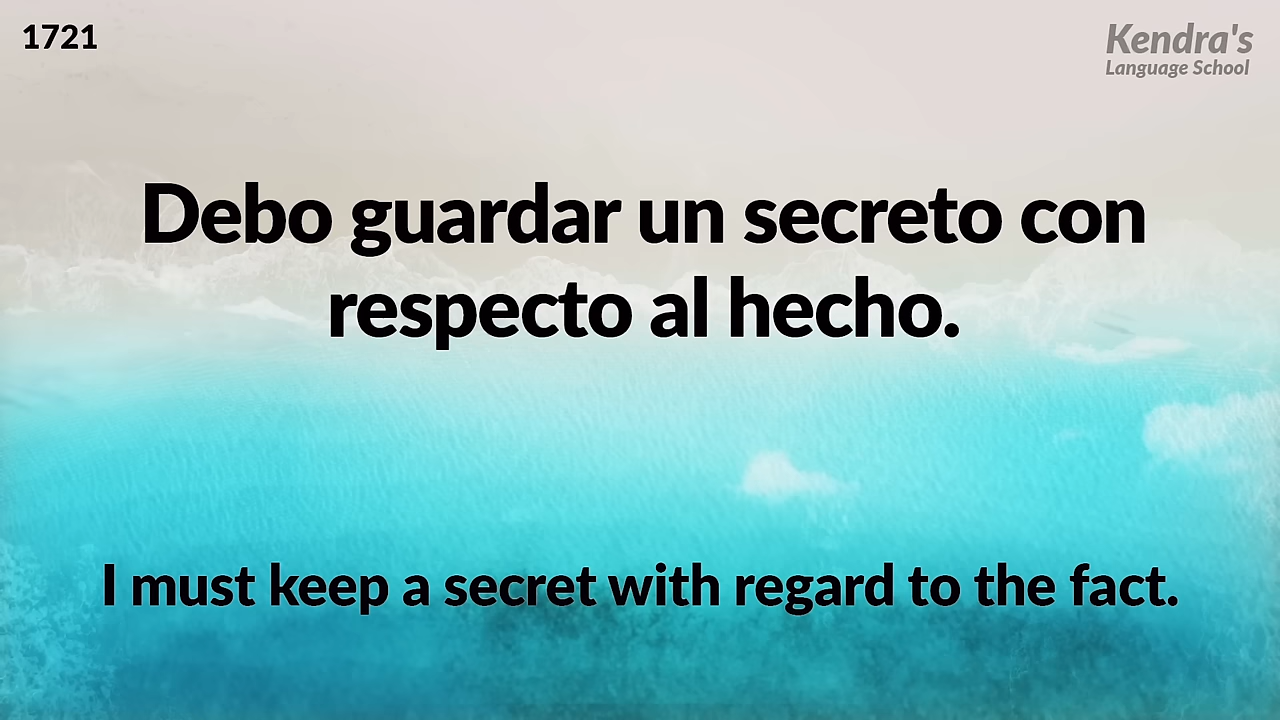 1721
Kendra's
Language School
Debo guardar un secreto con
respecto al hecho.
I must keep a secret with regard to the fact.